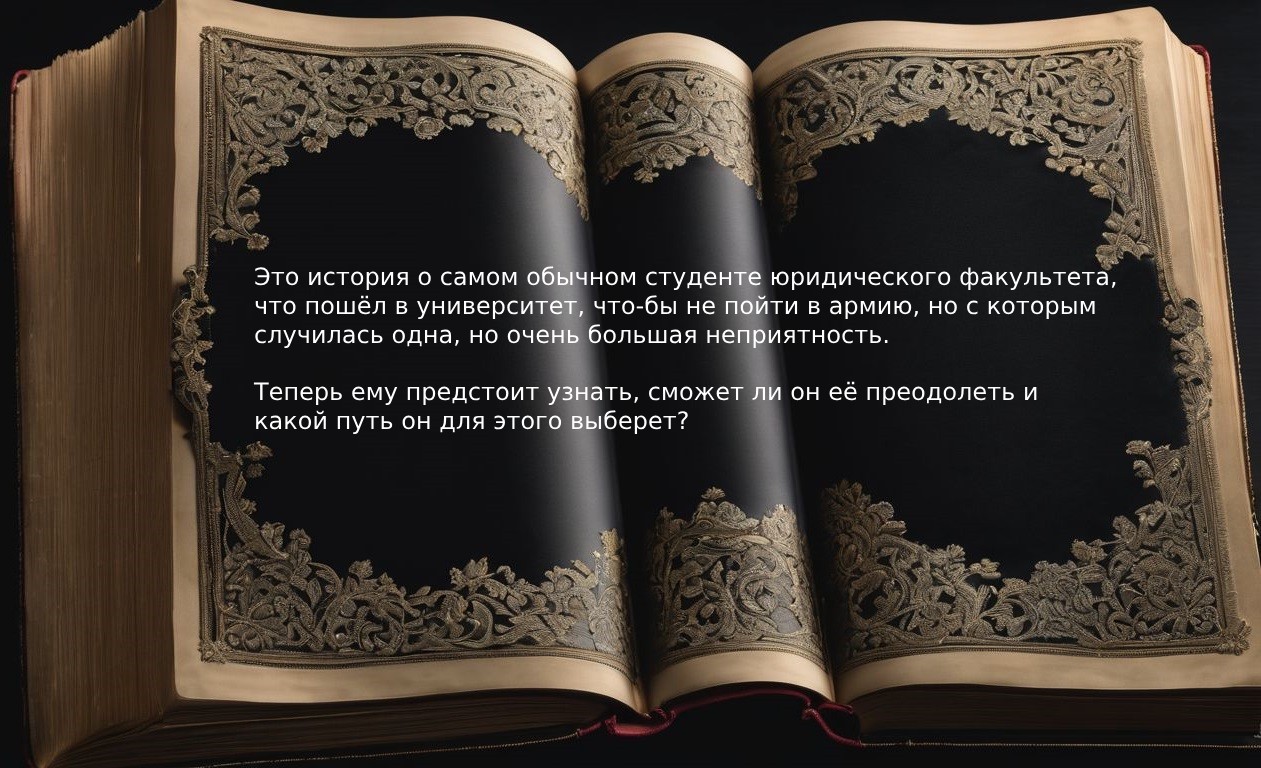 Это история о самом обычном студенте юридического факультета,
что пошёл в университет, что-бы не пойти в армию, но с которым
случилась одна, но очень большая неприятность.
Теперь ему предстоит узнать, сможет ли он её преодолеть и
какой путь он для этого выберет?